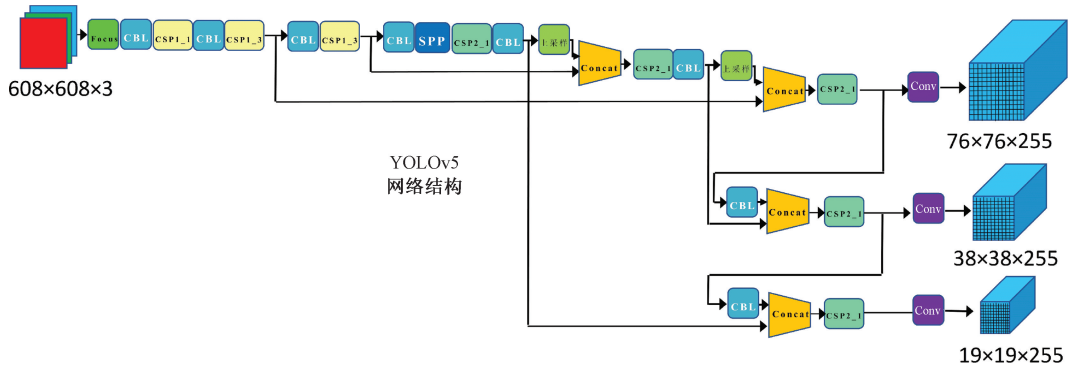 608×608×3
Focus
CBL
CSP1_1
CBL
CSP1_3
CBL
CSP1_3
CBL
SPP
CSP2_1
CBL
上采样
Concat
CSP2_1
CBL
上采样
Concat
CSP2_1
Conv
76×76×255
YOLOv5
网络结构
CBL
Concat
CSP2_1
Conv
38×38×255
CBL
Concat
CSP2_1
Conv
19×19×255